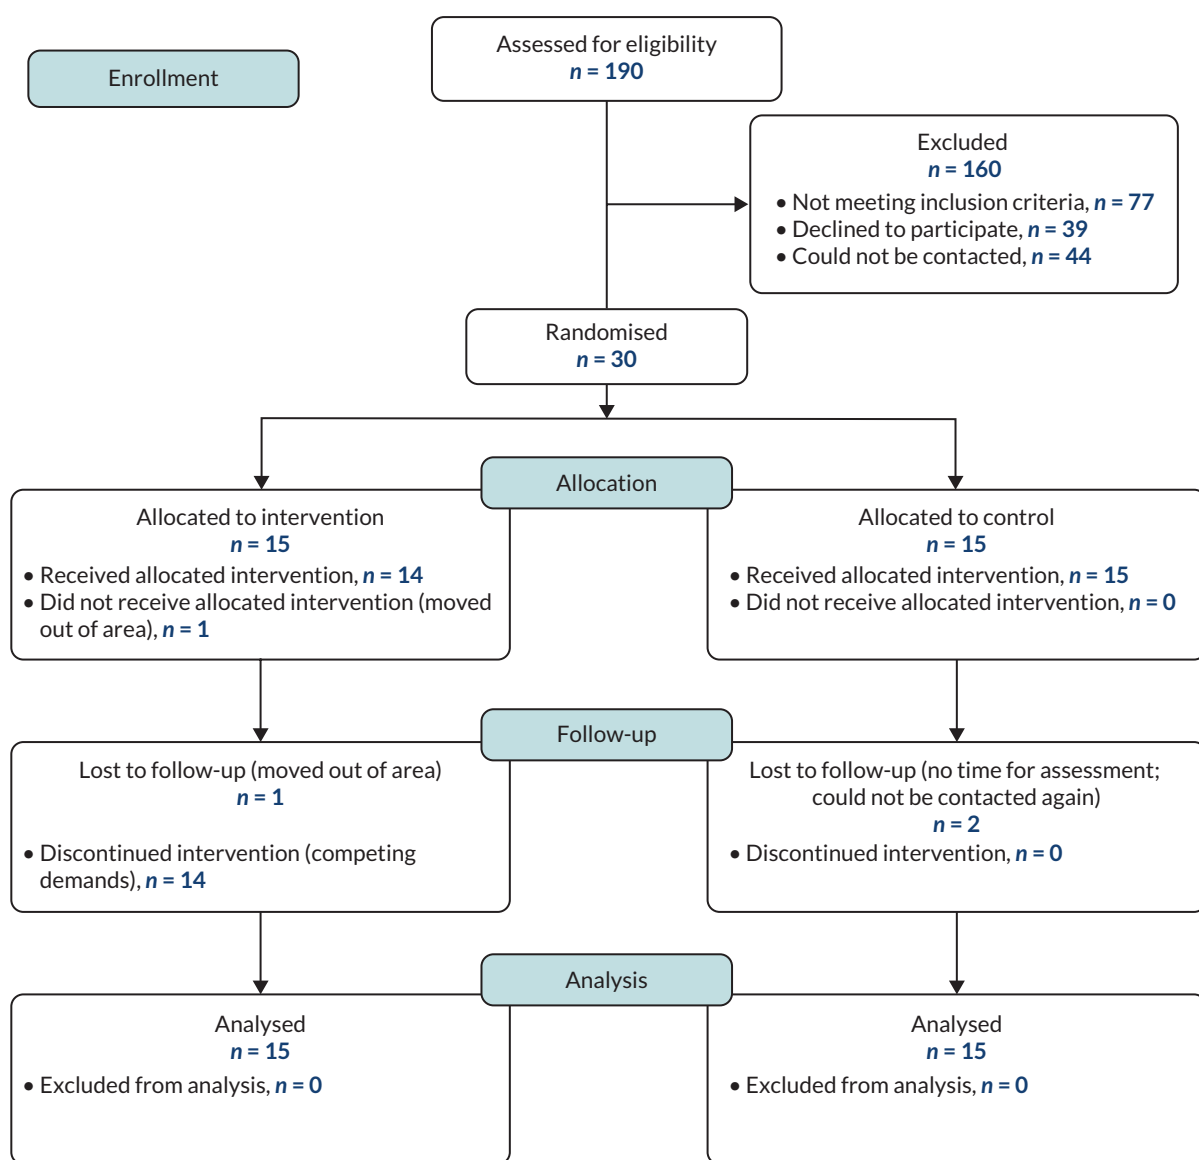 Enrollment
Assessed for eligibility
n = 190
Excluded
n = 160
• Not meeting inclusion criteria, n = 77
• Declined to participate, n = 39
• Could not be contacted, n = 44
Randomised
n = 30
Allocation
Allocated to intervention
n = 15
• Received allocated intervention, n = 14
• Did not receive allocated intervention (moved
out of area), n = 1
Allocated to control
n = 15
• Received allocated intervention, n = 15
• Did not receive allocated intervention, n = 0
Follow-up
Lost to follow-up (moved out of area)
n = 1
• Discontinued intervention (competing
demands), n = 14
Lost to follow-up (no time for assessment;
could not be contacted again)
n = 2
• Discontinued intervention, n = 0
Analysis
Analysed
n = 15
• Excluded from analysis, n = 0
Analysed
n = 15
• Excluded from analysis, n = 0